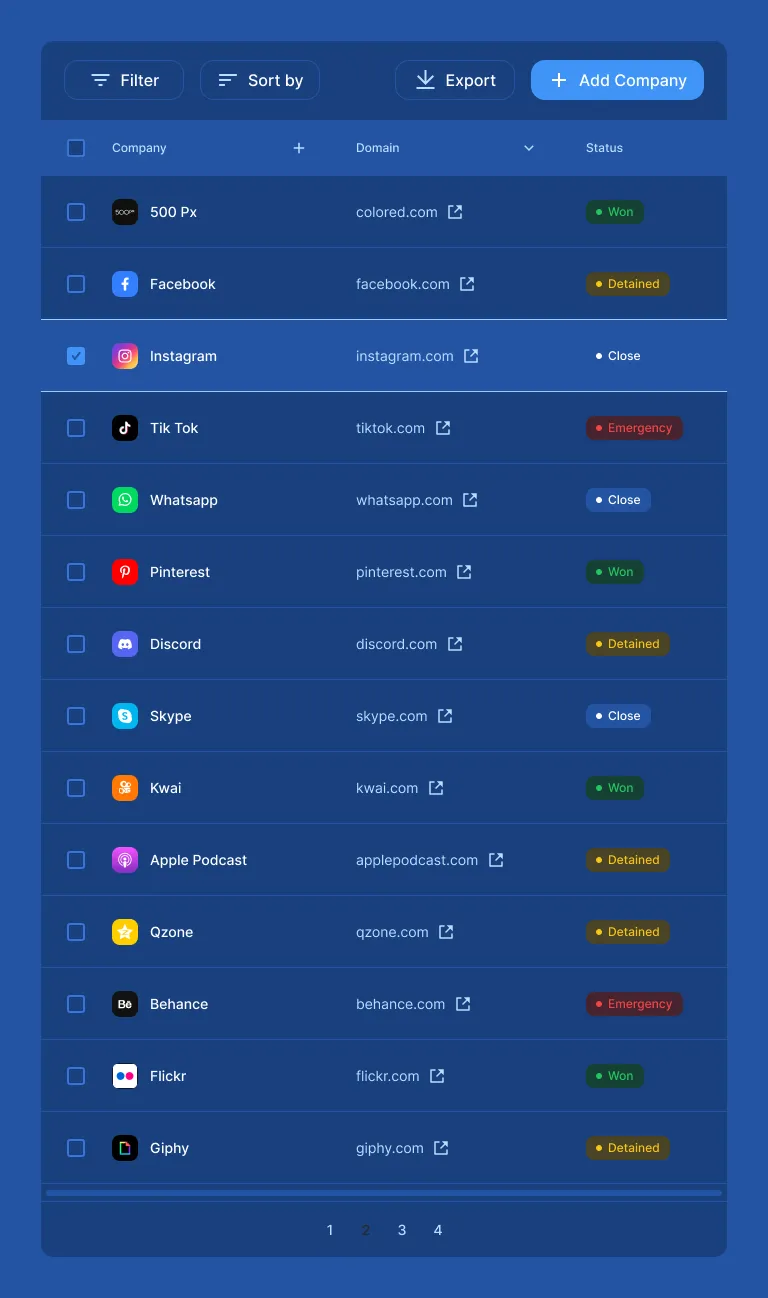 Filter Sort by Export Add Company
Company Domain Status
500px 500 Px colored.com Won
Facebook facebook.com Detained
Instagram instagram.com Close
Tik Tok tiktok.com Emergency
Whatsapp whatsapp.com Close
Pinterest pinterest.com Won
Discord discord.com Detained
Skype skype.com Close
Kwai kwai.com Won
Apple Podcast applepodcast.com Detained
Qzone qzone.com Detained
Bē Behance behance.com Emergency
Flickr flickr.com Won
Giphy giphy.com Detained
1 2 3 4